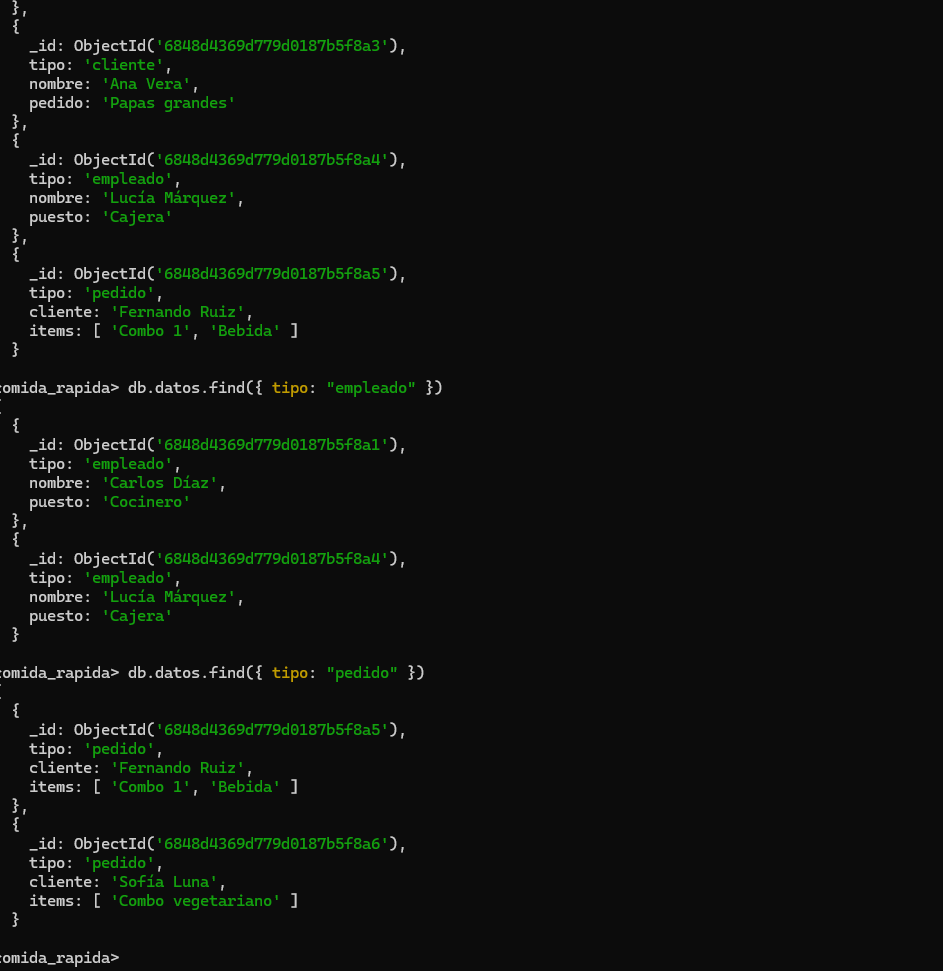 },
{
_id: ObjectId('6848d4369d779d0187b5f8a3'),
tipo: 'cliente',
nombre: 'Ana Vera',
pedido: 'Papas grandes'
},
{
_id: ObjectId('6848d4369d779d0187b5f8a4'),
tipo: 'empleado',
nombre: 'Lucía Márquez',
puesto: 'Cajera'
},
{
_id: ObjectId('6848d4369d779d0187b5f8a5'),
tipo: 'pedido',
cliente: 'Fernando Ruiz',
items: [ 'Combo 1', 'Bebida' ]
}
omida_rapida> db.datos.find({ tipo: "empleado" })
{
_id: ObjectId('6848d4369d779d0187b5f8a1'),
tipo: 'empleado',
nombre: 'Carlos Díaz',
puesto: 'Cocinero'
},
{
_id: ObjectId('6848d4369d779d0187b5f8a4'),
tipo: 'empleado',
nombre: 'Lucía Márquez',
puesto: 'Cajera'
}
omida_rapida> db.datos.find({ tipo: "pedido" })
{
_id: ObjectId('6848d4369d779d0187b5f8a5'),
tipo: 'pedido',
cliente: 'Fernando Ruiz',
items: [ 'Combo 1', 'Bebida' ]
},
{
_id: ObjectId('6848d4369d779d0187b5f8a6'),
tipo: 'pedido',
cliente: 'Sofía Luna',
items: [ 'Combo vegetariano' ]
}
omida_rapida>